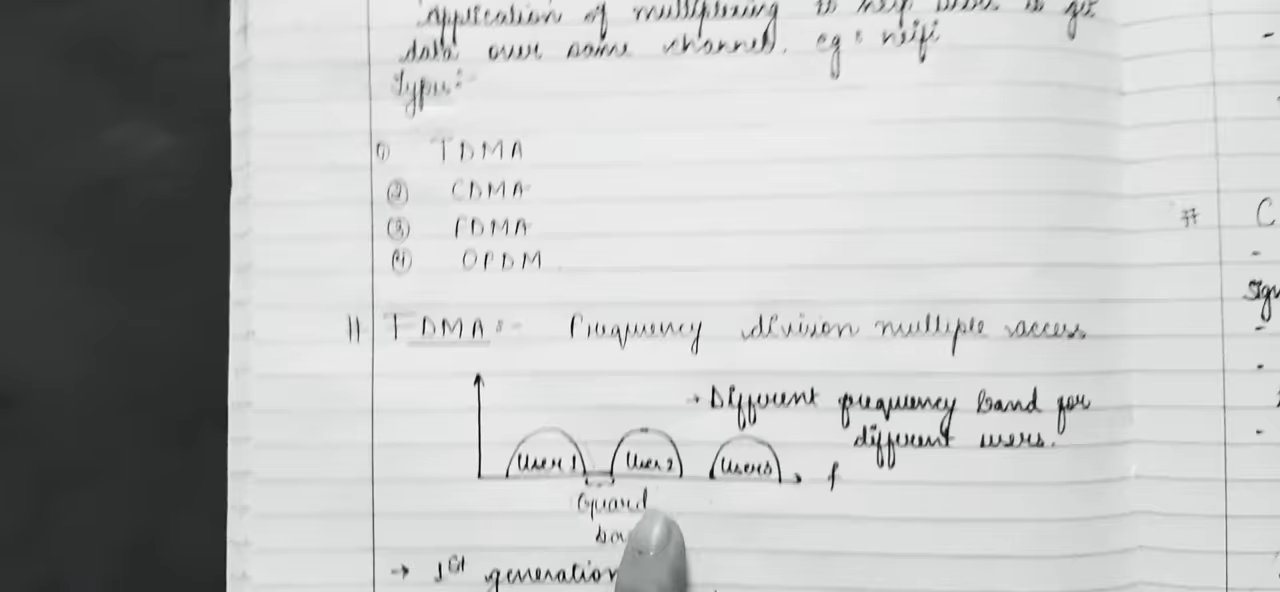 Application of multiplexing is help users to get
data over same channel. eg: wifi
Types:-
① TDMA
② CDMA
③ FDMA
④ OFDM
11 FDMA:- Frequency division multiple access
→ Different frequency band for
different users.
User 1 User 2 User 3 f
Guard
→ 1st generation
# C